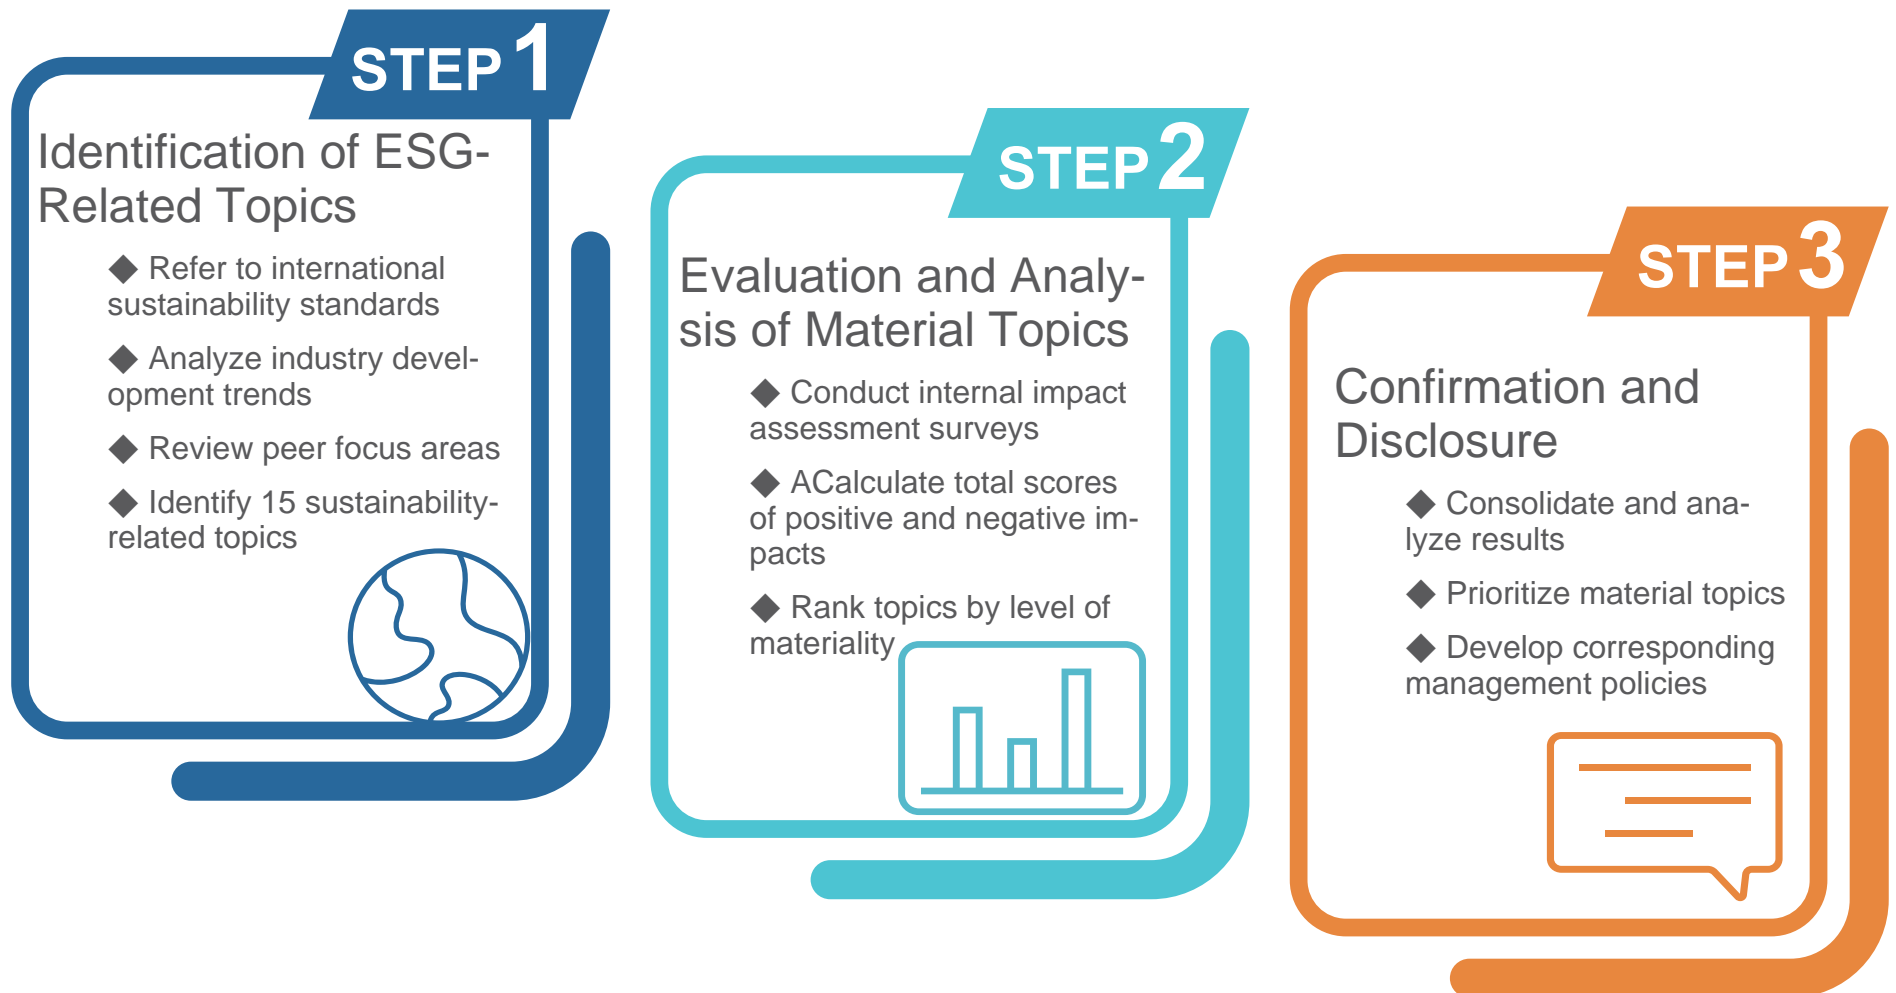 STEP 1
Identification of ESG-
Related Topics
◆ Refer to international
sustainability standards
◆ Analyze industry devel-
opment trends
◆ Review peer focus areas
◆ Identify 15 sustainability-
related topics
STEP 2
Evaluation and Analy-
sis of Material Topics
◆ Conduct internal impact
assessment surveys
◆ ACalculate total scores
of positive and negative im-
pacts
◆ Rank topics by level of
materiality
STEP 3
Confirmation and
Disclosure
◆ Consolidate and ana-
lyze results
◆ Prioritize material topics
◆ Develop corresponding
management policies